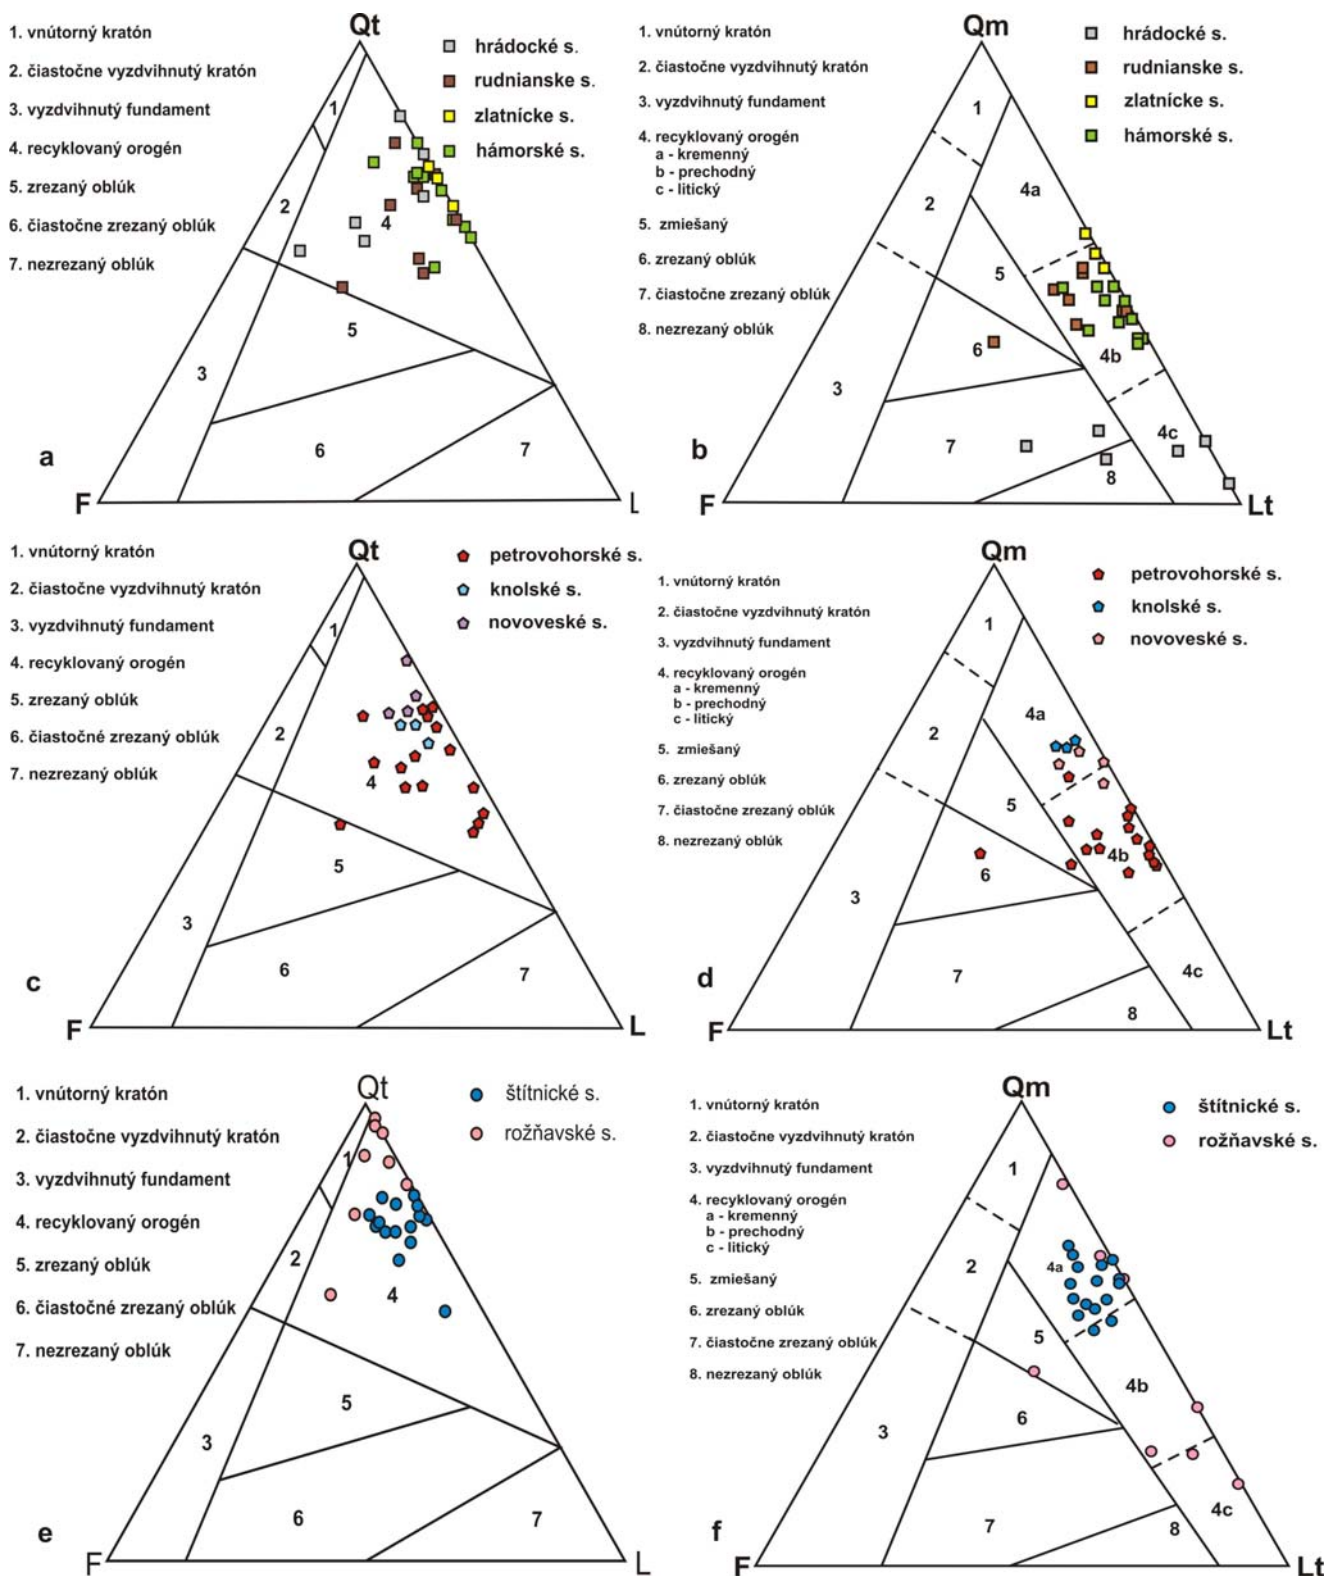 Qt
1. vnútorný kratón
2. čiastočne vyzdvihnutý kratón
3. vyzdvihnutý fundament
4. recyklovaný orogén
5. zrezaný oblúk
6. čiastočne zrezaný oblúk
7. nezrezaný oblúk
hrádocké s.
rudnianske s.
zlatnícke s.
hámorské s.
1
2
4
5
3
6
7
a
F
L
Qm
1. vnútorný kratón
2. čiastočne vyzdvihnutý kratón
3. vyzdvihnutý fundament
4. recyklovaný orogén
a - kremenný
b - prechodný
c - litický
5. zmiešaný
6. zrezaný oblúk
7. čiastočne zrezaný oblúk
8. nezrezaný oblúk
hrádocké s.
rudnianske s.
zlatnícke s.
hámorské s.
1
4a
2
5
6
4b
3
4c
7
8
b
F
Lt
Qt
1. vnútorný kratón
2. čiastočne vyzdvihnutý kratón
3. vyzdvihnutý fundament
4. recyklovaný orogén
5. zrezaný oblúk
6. čiastočné zrezaný oblúk
7. nezrezaný oblúk
petrovohorské s.
knolské s.
novoveské s.
1
2
4
5
3
6
7
c
F
L
Qm
1. vnútorný kratón
2. čiastočne vyzdvihnutý kratón
3. vyzdvihnutý fundament
4. recyklovaný orogén
a - kremenný
b - prechodný
c - litický
5. zmiešaný
6. zrezaný oblúk
7. čiastočne zrezaný oblúk
8. nezrezaný oblúk
petrovohorské s.
knolské s.
novoveské s.
1
4a
2
5
4b
6
3
7
4c
8
d
F
Lt
Qt
1. vnútorný kratón
2. čiastočne vyzdvihnutý kratón
3. vyzdvihnutý fundament
4. recyklovaný orogén
5. zrezaný oblúk
6. čiastočné zrezaný oblúk
7. nezrezaný oblúk
štítnické s.
rožňavské s.
1
2
4
5
3
6
7
e
F
L
Qm
1. vnútorný kratón
2. čiastočne vyzdvihnutý kratón
3. vyzdvihnutý fundament
4. recyklovaný orogén
a - kremenný
b - prechodný
c - litický
5. zmiešaný
6. zrezaný oblúk
7. čiastočne zrezaný oblúk
8. nezrezaný oblúk
štítnické s.
rožňavské s.
1
4a
2
5
4b
6
3
4c
7
8
f
F
Lt